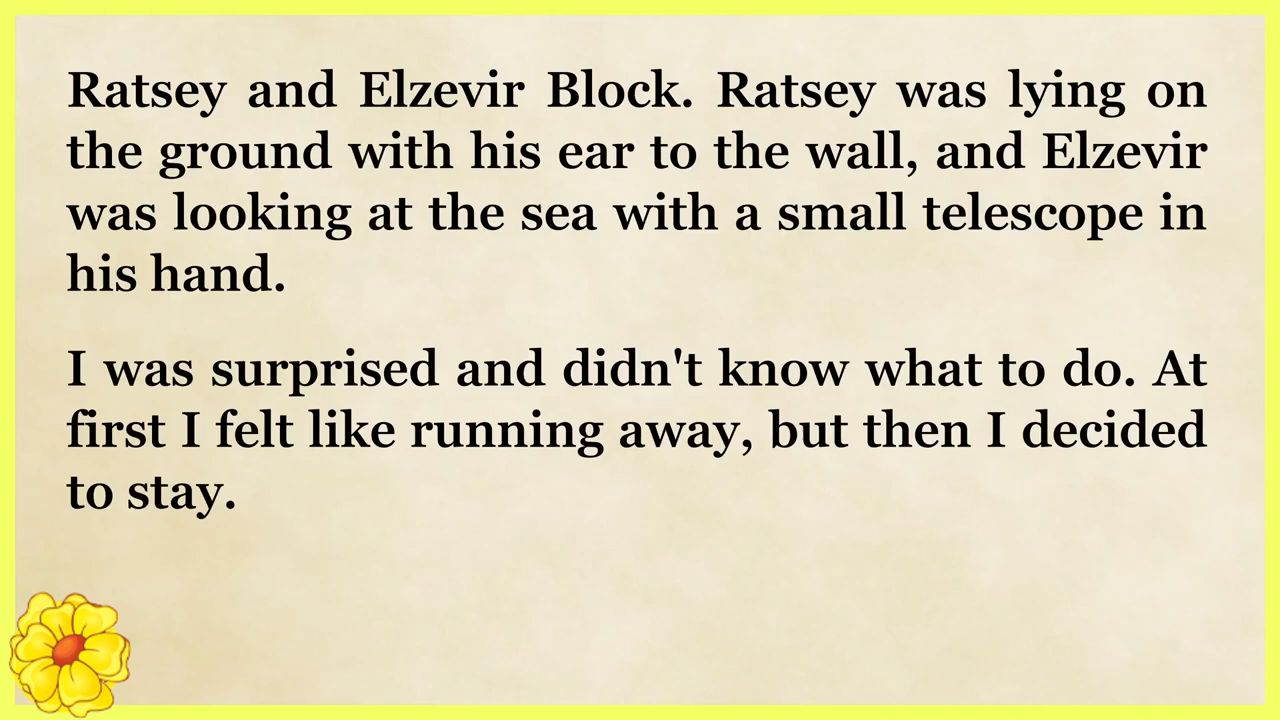 Ratsey and Elzevir Block. Ratsey was lying on
the ground with his ear to the wall, and Elzevir
was looking at the sea with a small telescope in
his hand.
I was surprised and didn't know what to do. At
first I felt like running away, but then I decided
to stay.